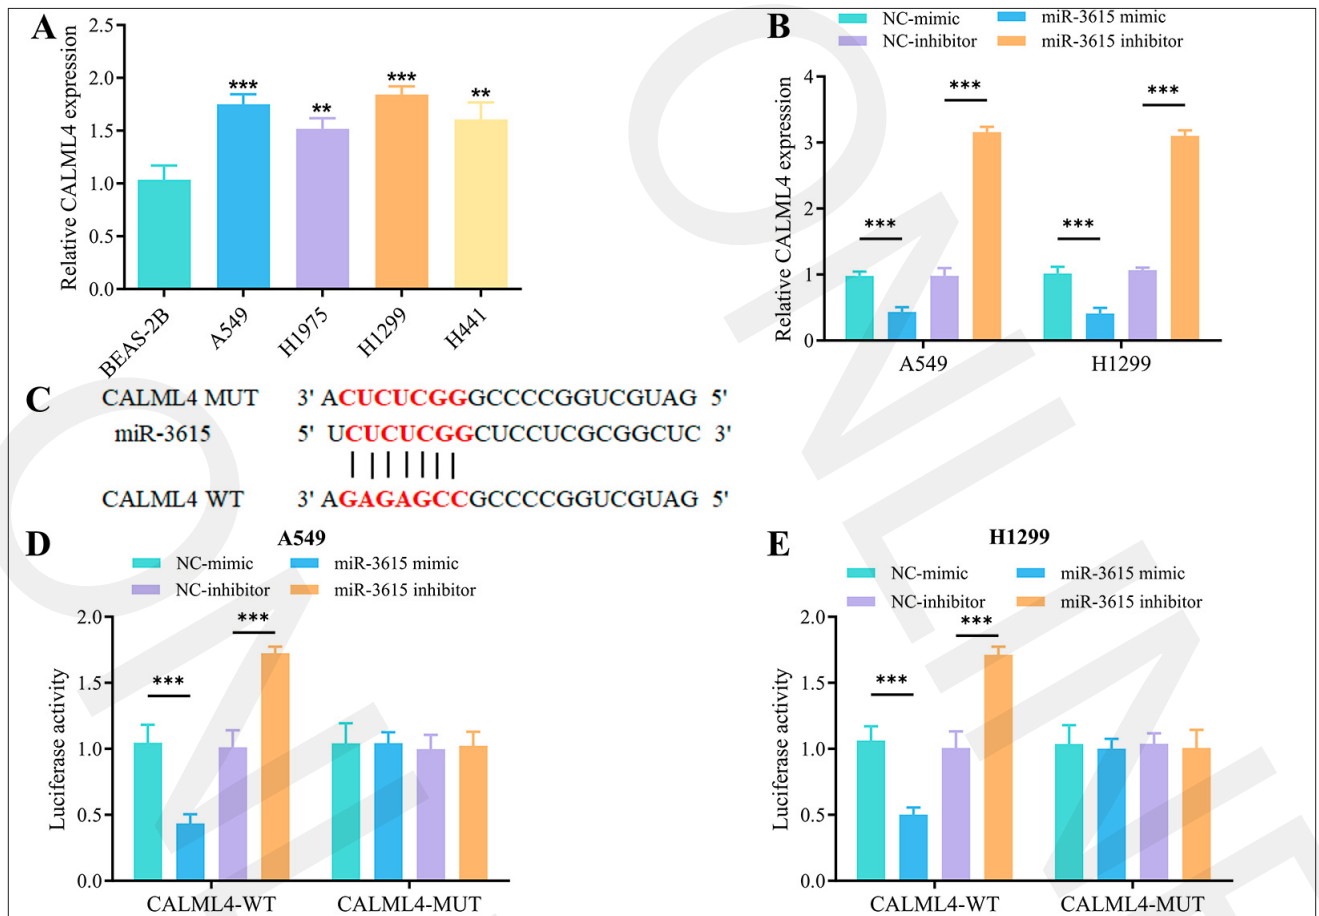 A
Relative CALML4 expression
2.5
2.0
1.5
1.0
0.5
0.0
***
**
***
**
BEAS-2B
A549
H1975
H1299
H441
B
NC-mimic
miR-3615 mimic
NC-inhibitor
miR-3615 inhibitor
Relative CALML4 expression
4
3
2
1
0
***
***
***
***
A549
H1299
C
CALML4 MUT 3' ACUCUCGGGCCCCGGUCGUAG 5'
miR-3615 5' UCUCUCGGCUCCUCGCGGCUC 3'
CALML4 WT 3' AGAGAGCCGCCCCGGUCGUAG 5'
D
A549
NC-mimic
miR-3615 mimic
NC-inhibitor
miR-3615 inhibitor
Luciferase activity
2.0
1.5
1.0
0.5
0.0
***
***
CALML4-WT
CALML4-MUT
E
H1299
NC-mimic
miR-3615 mimic
NC-inhibitor
miR-3615 inhibitor
Luciferase activity
2.0
1.5
1.0
0.5
0.0
***
***
CALML4-WT
CALML4-MUT